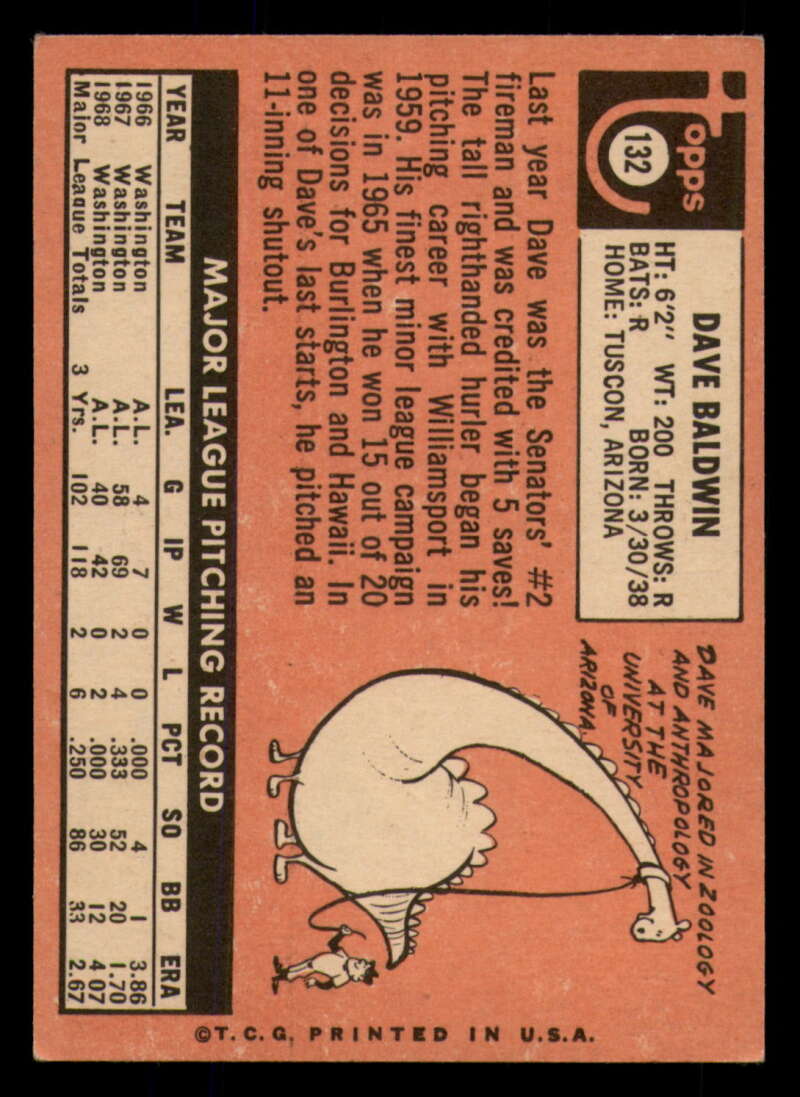 Topps
132
DAVE BALDWIN
HT: 6'2" WT: 200 THROWS: R
BATS: R BORN: 3/30/38
HOME: TUSCON, ARIZONA
Last year Dave was the Senators' #2
fireman and was credited with 5 saves!
The tall righthanded hurler began his
pitching career with Williamsport in
1959. His finest minor league campaign
was in 1965 when he won 15 out of 20
decisions for Burlington and Hawaii. In
one of Dave's last starts, he pitched an
11-inning shutout.
DAVE MAJORED IN ZOOLOGY
AND ANTHROPOLOGY
AT THE
UNIVERSITY
OF
ARIZONA.
MAJOR LEAGUE PITCHING RECORD
YEAR TEAM LEA. G IP W L PCT SO BB ERA
1966 Washington A.L. 4 7 0 0 .000 4 1 3.86
1967 Washington A.L. 58 69 2 4 .333 52 20 1.70
1968 Washington A.L. 40 42 0 2 .000 30 12 4.07
Major League Totals 3 Yrs. 102 118 2 6 .250 86 33 2.67
©T.C.G. PRINTED IN U.S.A.